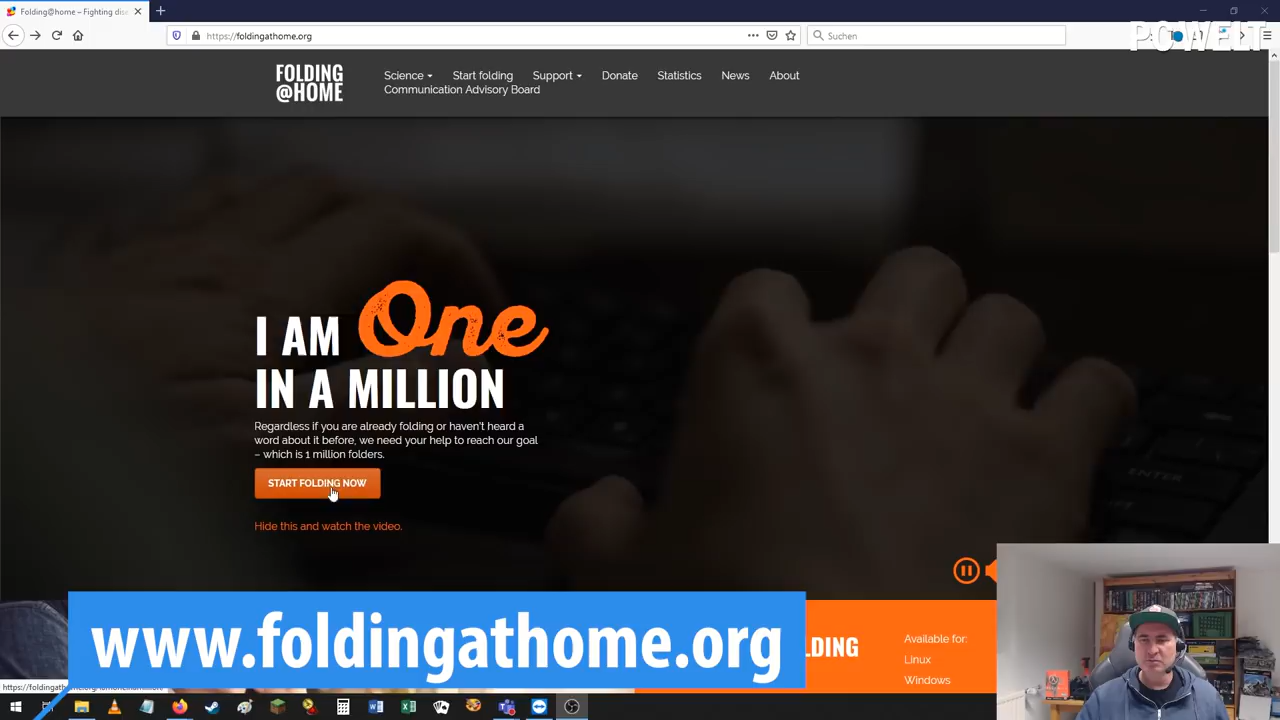 Folding@home – Fighting dise
https://foldingathome.org
Suchen
PCWELT
FOLDING
@HOME
Science
Start folding
Support
Donate
Statistics
News
About
Communication Advisory Board
I AM One
IN A MILLION
Regardless if you are already folding or haven't heard a
word about it before, we need your help to reach our goal
– which is 1 million folders.
START FOLDING NOW
ENTER
Hide this and watch the video.
LDING
Available for:
Linux
Windows
www.foldingathome.org